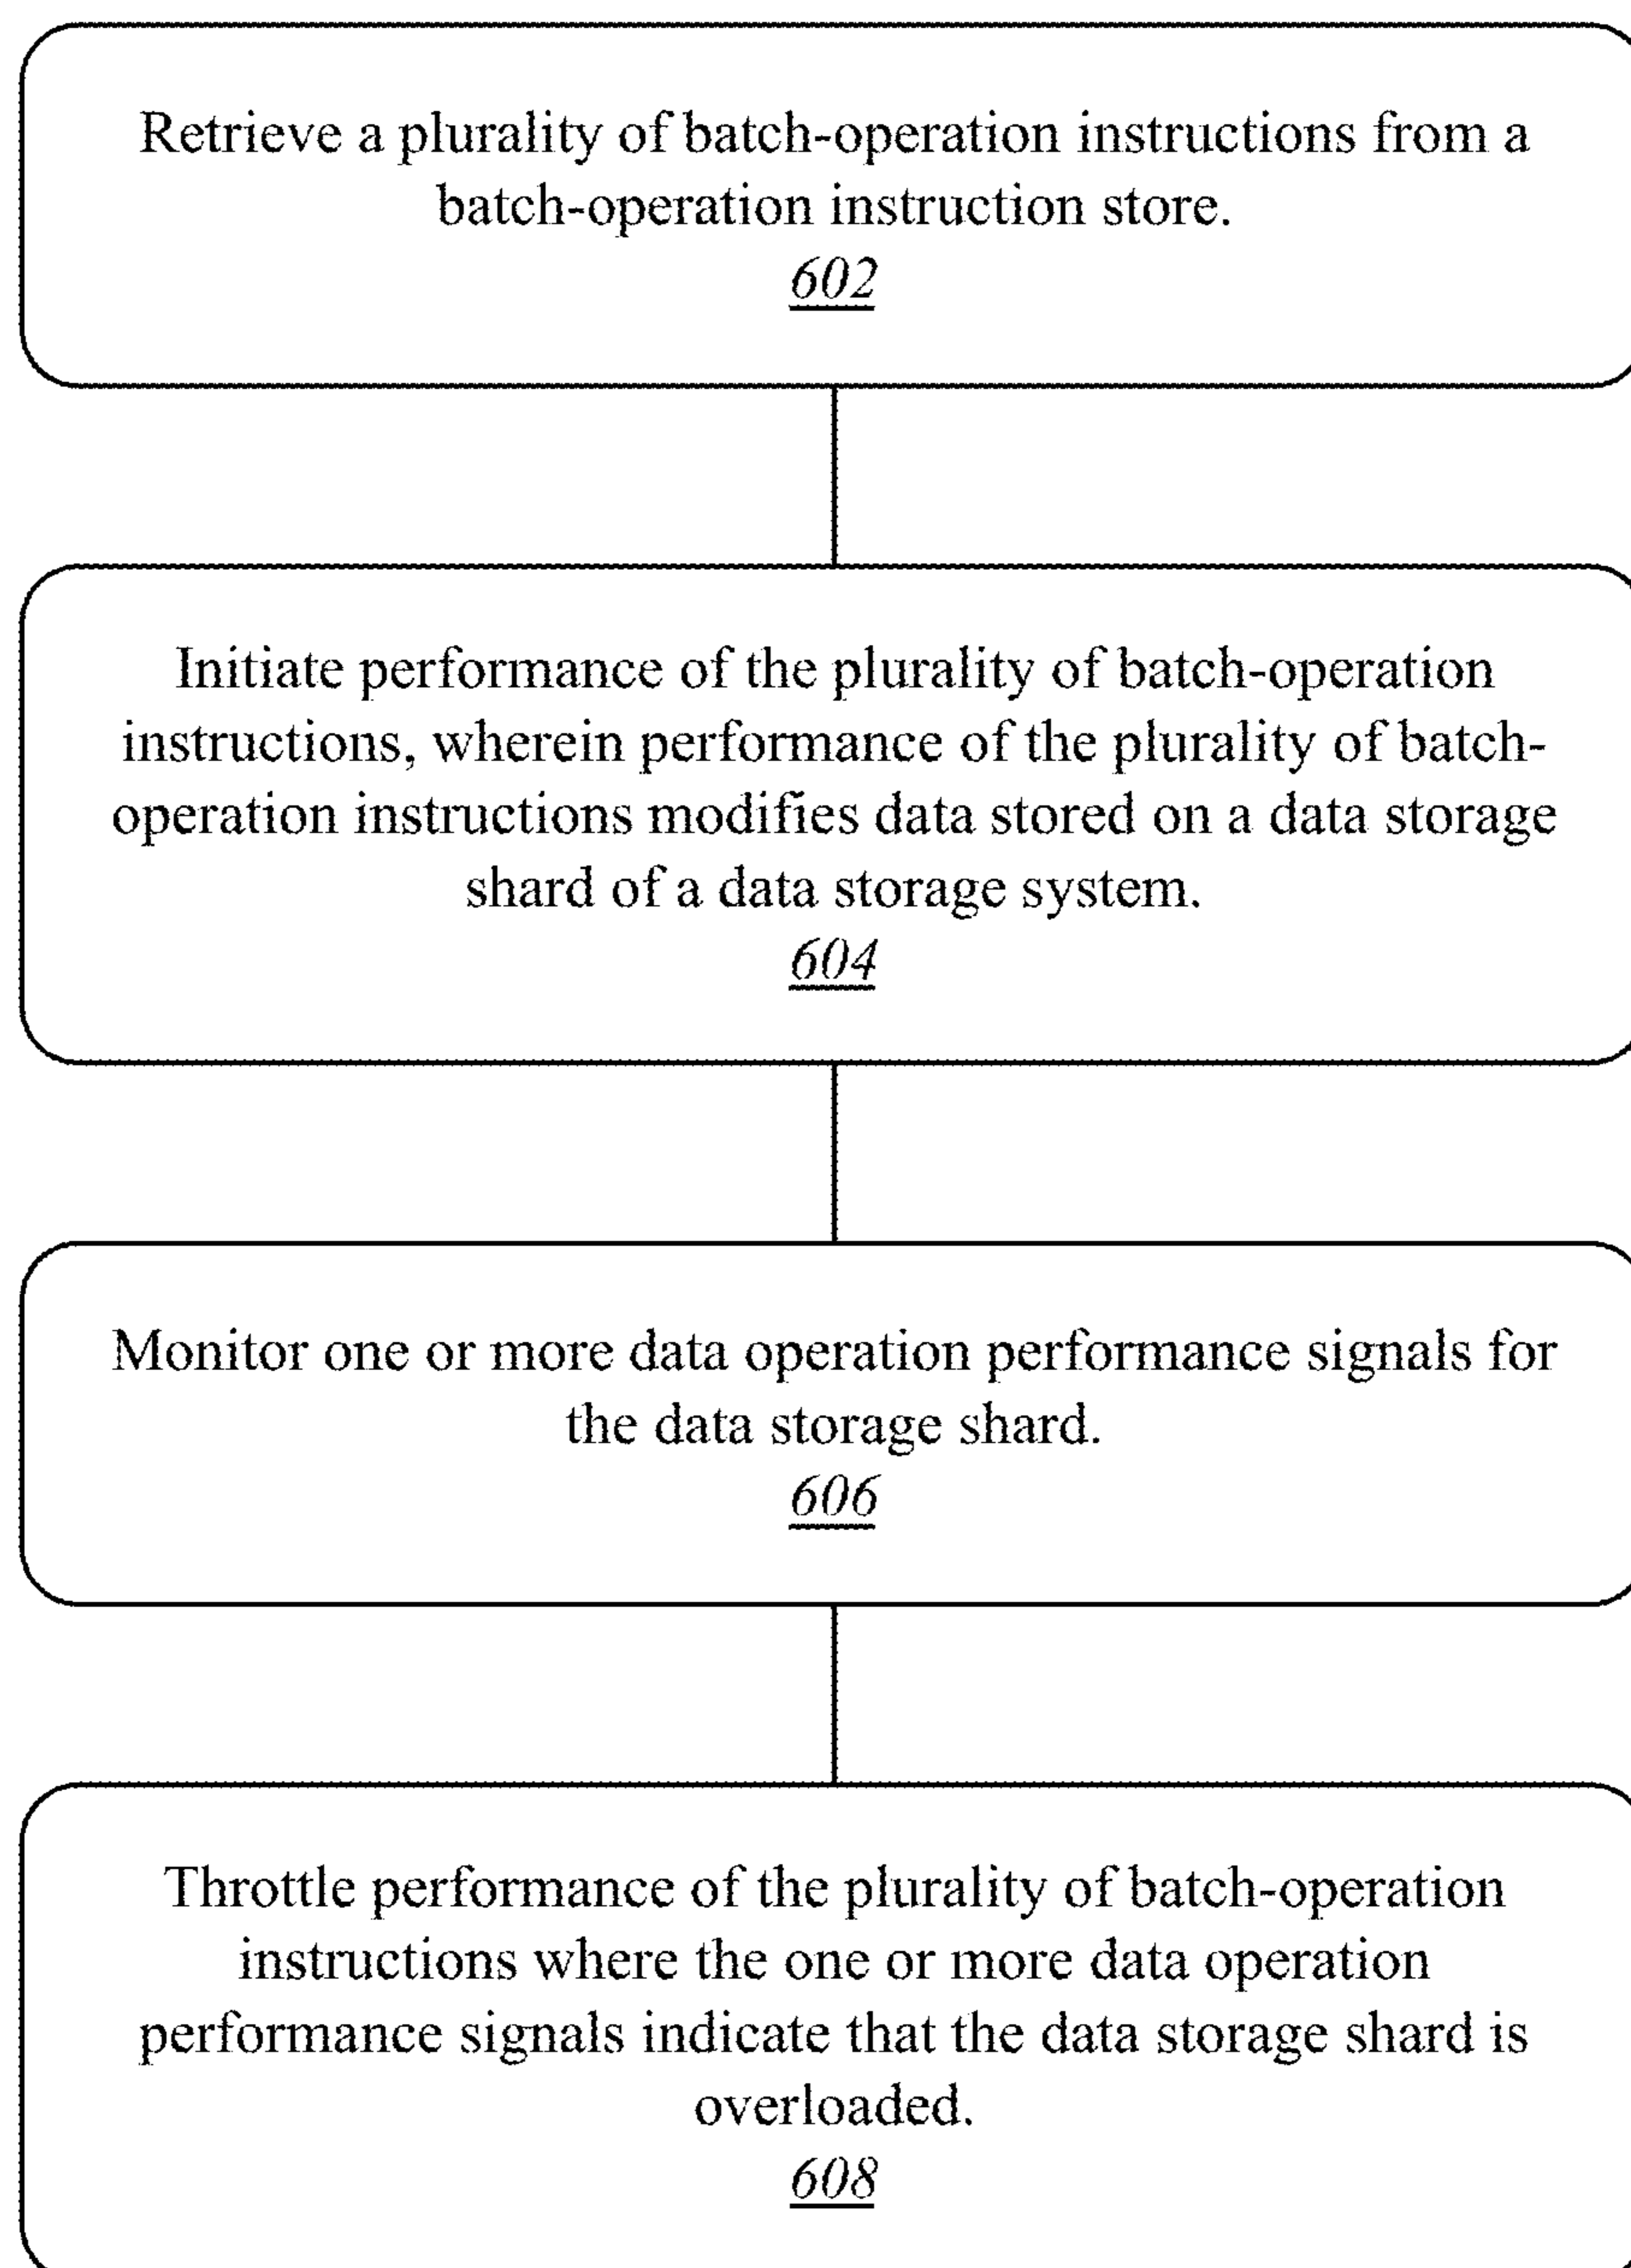 Retrieve a plurality of batch-operation instructions from a
batch-operation instruction store.
602
Initiate performance of the plurality of batch-operation
instructions, wherein performance of the plurality of batch-
operation instructions modifies data stored on a data storage
shard of a data storage system.
604
Monitor one or more data operation performance signals for
the data storage shard.
606
Throttle performance of the plurality of batch-operation
instructions where the one or more data operation
performance signals indicate that the data storage shard is
overloaded.
608